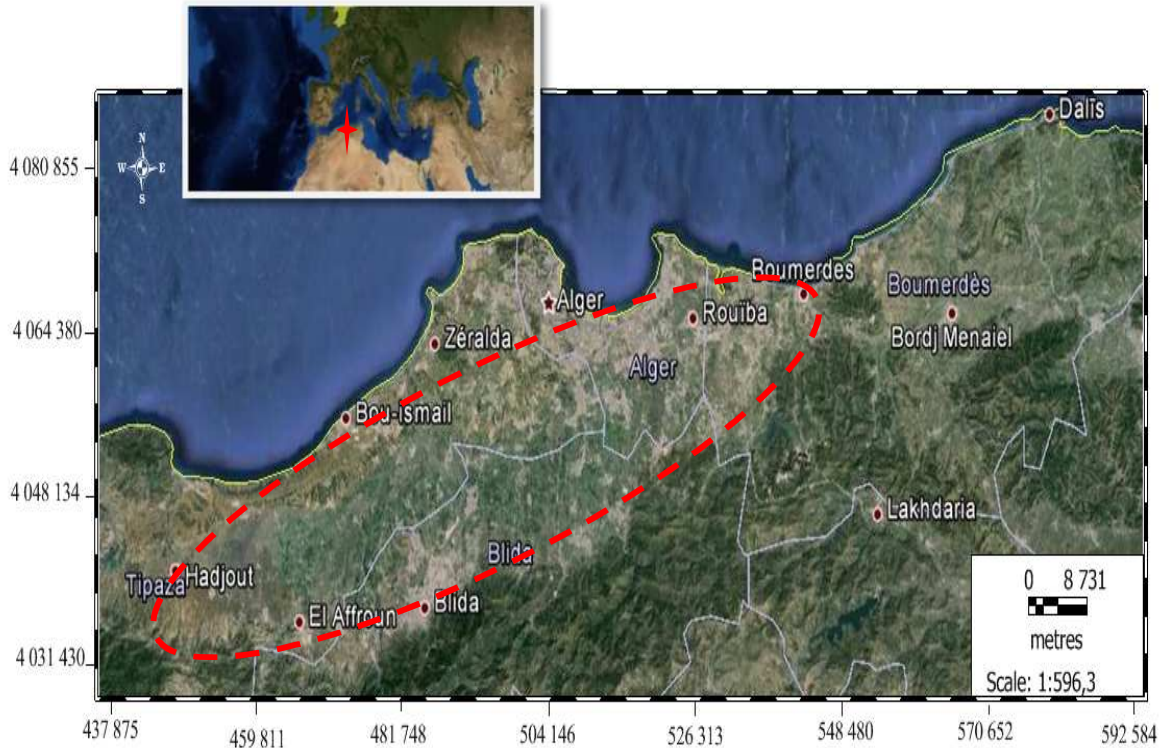 Dalïs
4 080 855
N
W E
S
Boumerdes
Boumerdès
Alger
Rouïba
4 064 380
Zéralda
Bordj Menaiel
Alger
Bou-ismail
4 048 134
Lakhdaria
Blida
Tipaza
Hadjout
0 8 731
El Affroun
Blida
metres
4 031 430
Scale: 1:596,3
437 875
459 811
481 748
504 146
526 313
548 480
570 652
592 584